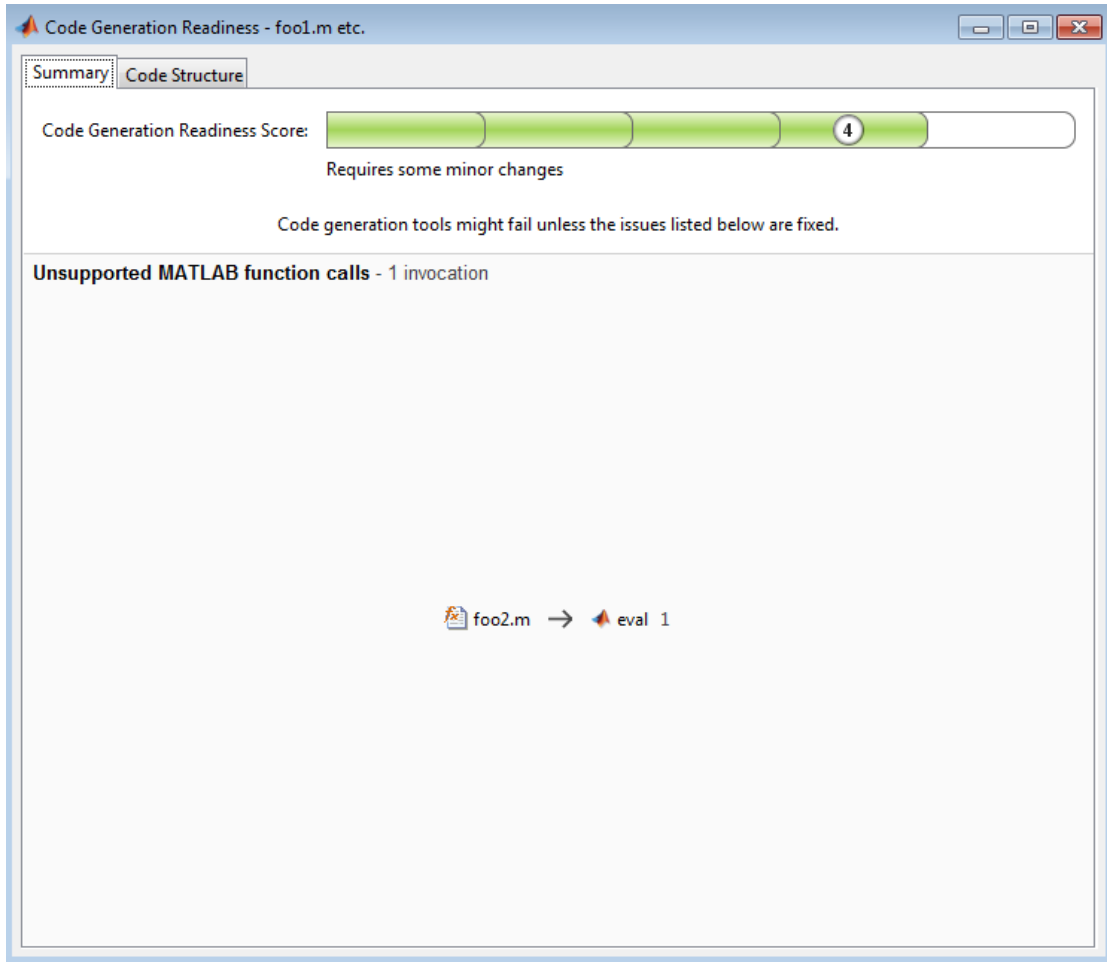 Code Generation Readiness - foo1.m etc.
Summary Code Structure
Code Generation Readiness Score: 4
Requires some minor changes
Code generation tools might fail unless the issues listed below are fixed.
Unsupported MATLAB function calls - 1 invocation
foo2.m → eval 1